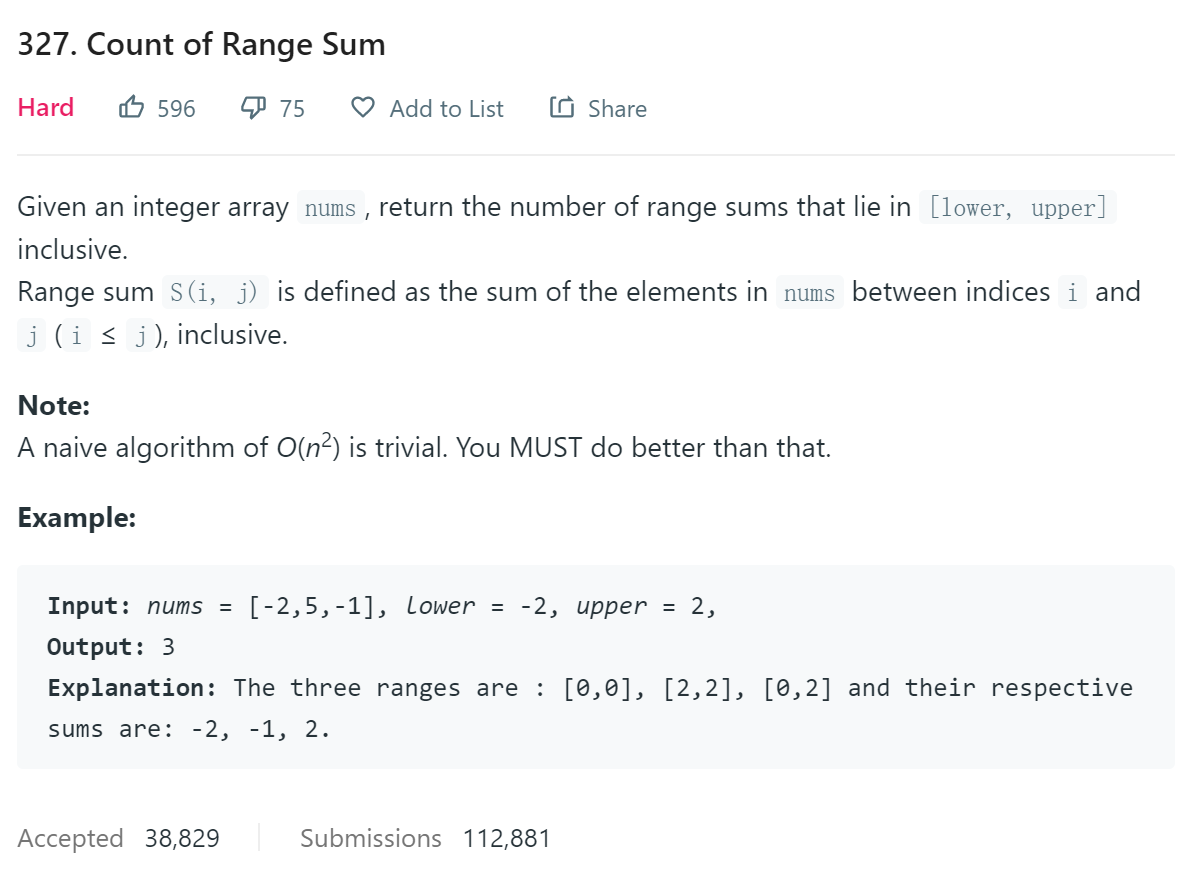 327. Count of Range Sum
Hard 596 75 Add to List Share
Given an integer array nums , return the number of range sums that lie in [lower, upper]
inclusive.
Range sum S(i, j) is defined as the sum of the elements in nums between indices i and
j ( i ≤ j ), inclusive.
Note:
A naive algorithm of O(n²) is trivial. You MUST do better than that.
Example:
Input: nums = [-2,5,-1], lower = -2, upper = 2,
Output: 3
Explanation: The three ranges are : [0,0], [2,2], [0,2] and their respective
sums are: -2, -1, 2.
Accepted 38,829 Submissions 112,881